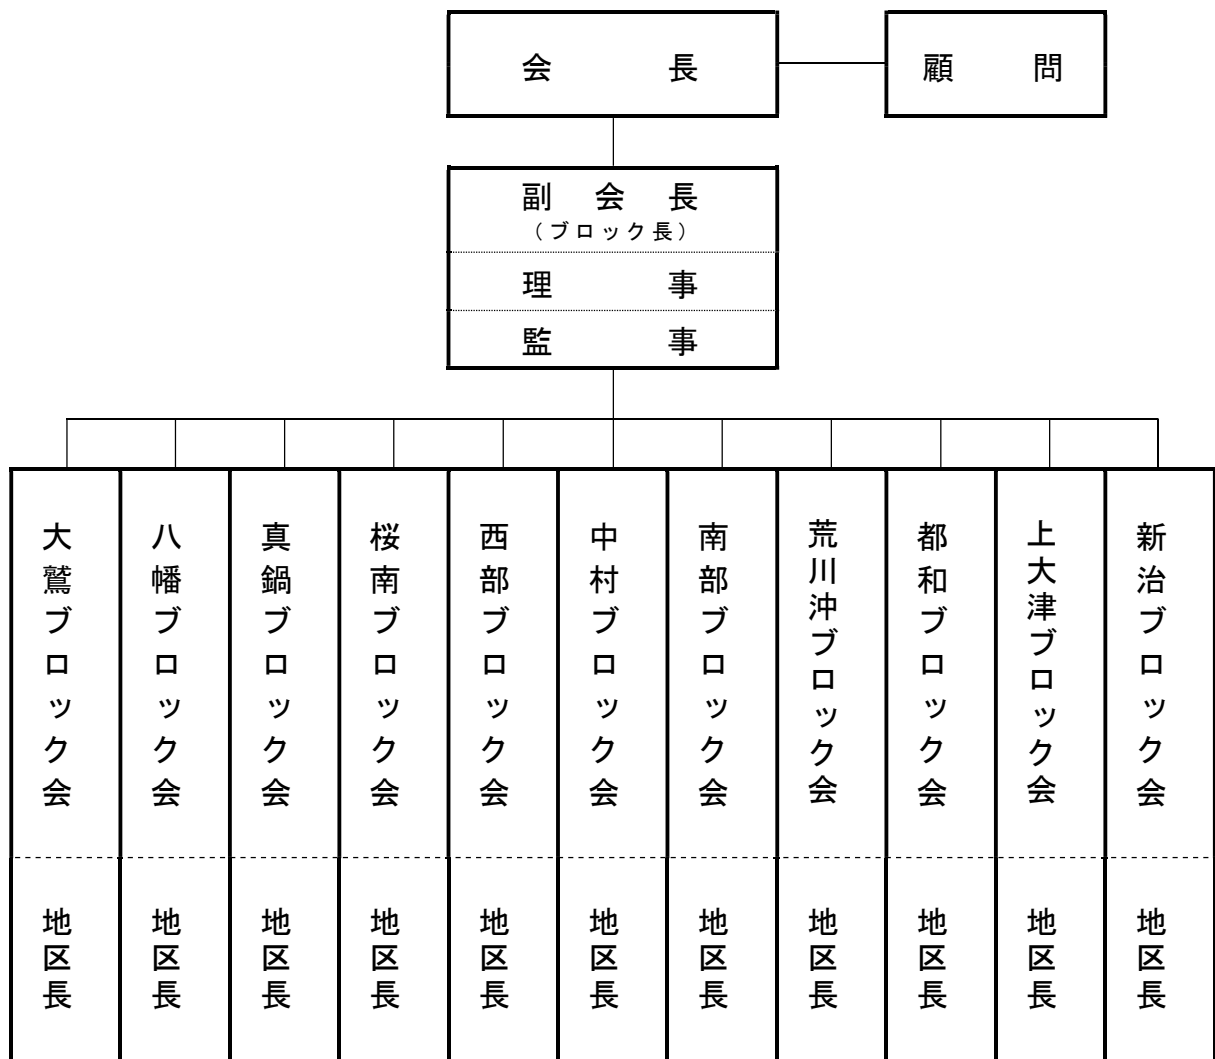 会長
顧問
副会長
（ブロック長）
理事
監事
大鷲ブロック会
八幡ブロック会
真鍋ブロック会
桜南ブロック会
西部ブロック会
中村ブロック会
南部ブロック会
荒川沖ブロック会
都和ブロック会
上大津ブロック会
新治ブロック会
地区長
地区長
地区長
地区長
地区長
地区長
地区長
地区長
地区長
地区長
地区長